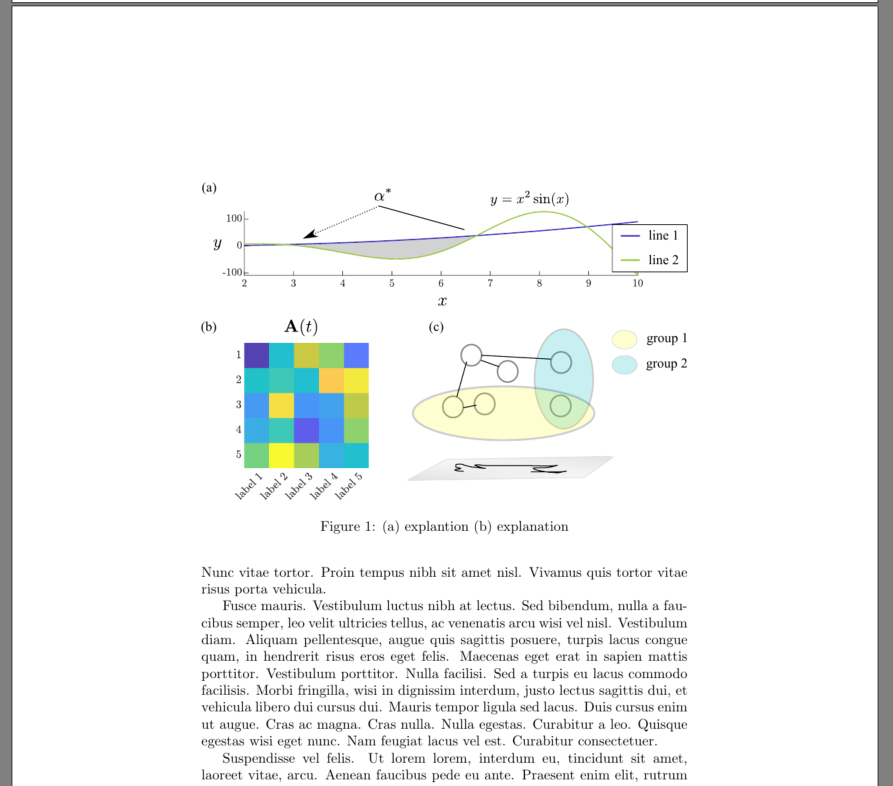 (a)
α*
y = x² sin(x)
100
0
-100
y
2 3 4 5 6 7 8 9 10
x
line 1
line 2
(b)
A(t)
1
2
3
4
5
label 1 label 2 label 3 label 4 label 5
(c)
group 1
group 2
Figure 1: (a) explantion (b) explanation
Nunc vitae tortor. Proin tempus nibh sit amet nisl. Vivamus quis tortor vitae
risus porta vehicula.
Fusce mauris. Vestibulum luctus nibh at lectus. Sed bibendum, nulla a fau-
cibus semper, leo velit ultricies tellus, ac venenatis arcu wisi vel nisl. Vestibulum
diam. Aliquam pellentesque, augue quis sagittis posuere, turpis lacus congue
quam, in hendrerit risus eros eget felis. Maecenas eget erat in sapien mattis
porttitor. Vestibulum porttitor. Nulla facilisi. Sed a turpis eu lacus commodo
facilisis. Morbi fringilla, wisi in dignissim interdum, justo lectus sagittis dui, et
vehicula libero dui cursus dui. Mauris tempor ligula sed lacus. Duis cursus enim
ut augue. Cras ac magna. Cras nulla. Nulla egestas. Curabitur a leo. Quisque
egestas wisi eget nunc. Nam feugiat lacus vel est. Curabitur consectetuer.
Suspendisse vel felis. Ut lorem lorem, interdum eu, tincidunt sit amet,
laoreet vitae, arcu. Aenean faucibus pede eu ante. Praesent enim elit, rutrum